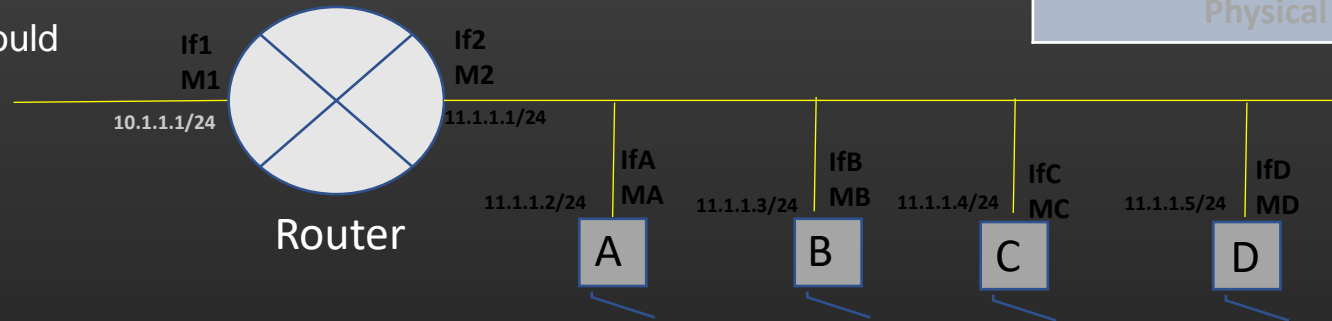 ould
Physical
If1
M1
If2
M2
10.1.1.1/24
11.1.1.1/24
Router
IfA
MA
11.1.1.2/24
A
IfB
MB
11.1.1.3/24
B
IfC
MC
11.1.1.4/24
C
IfD
MD
11.1.1.5/24
D